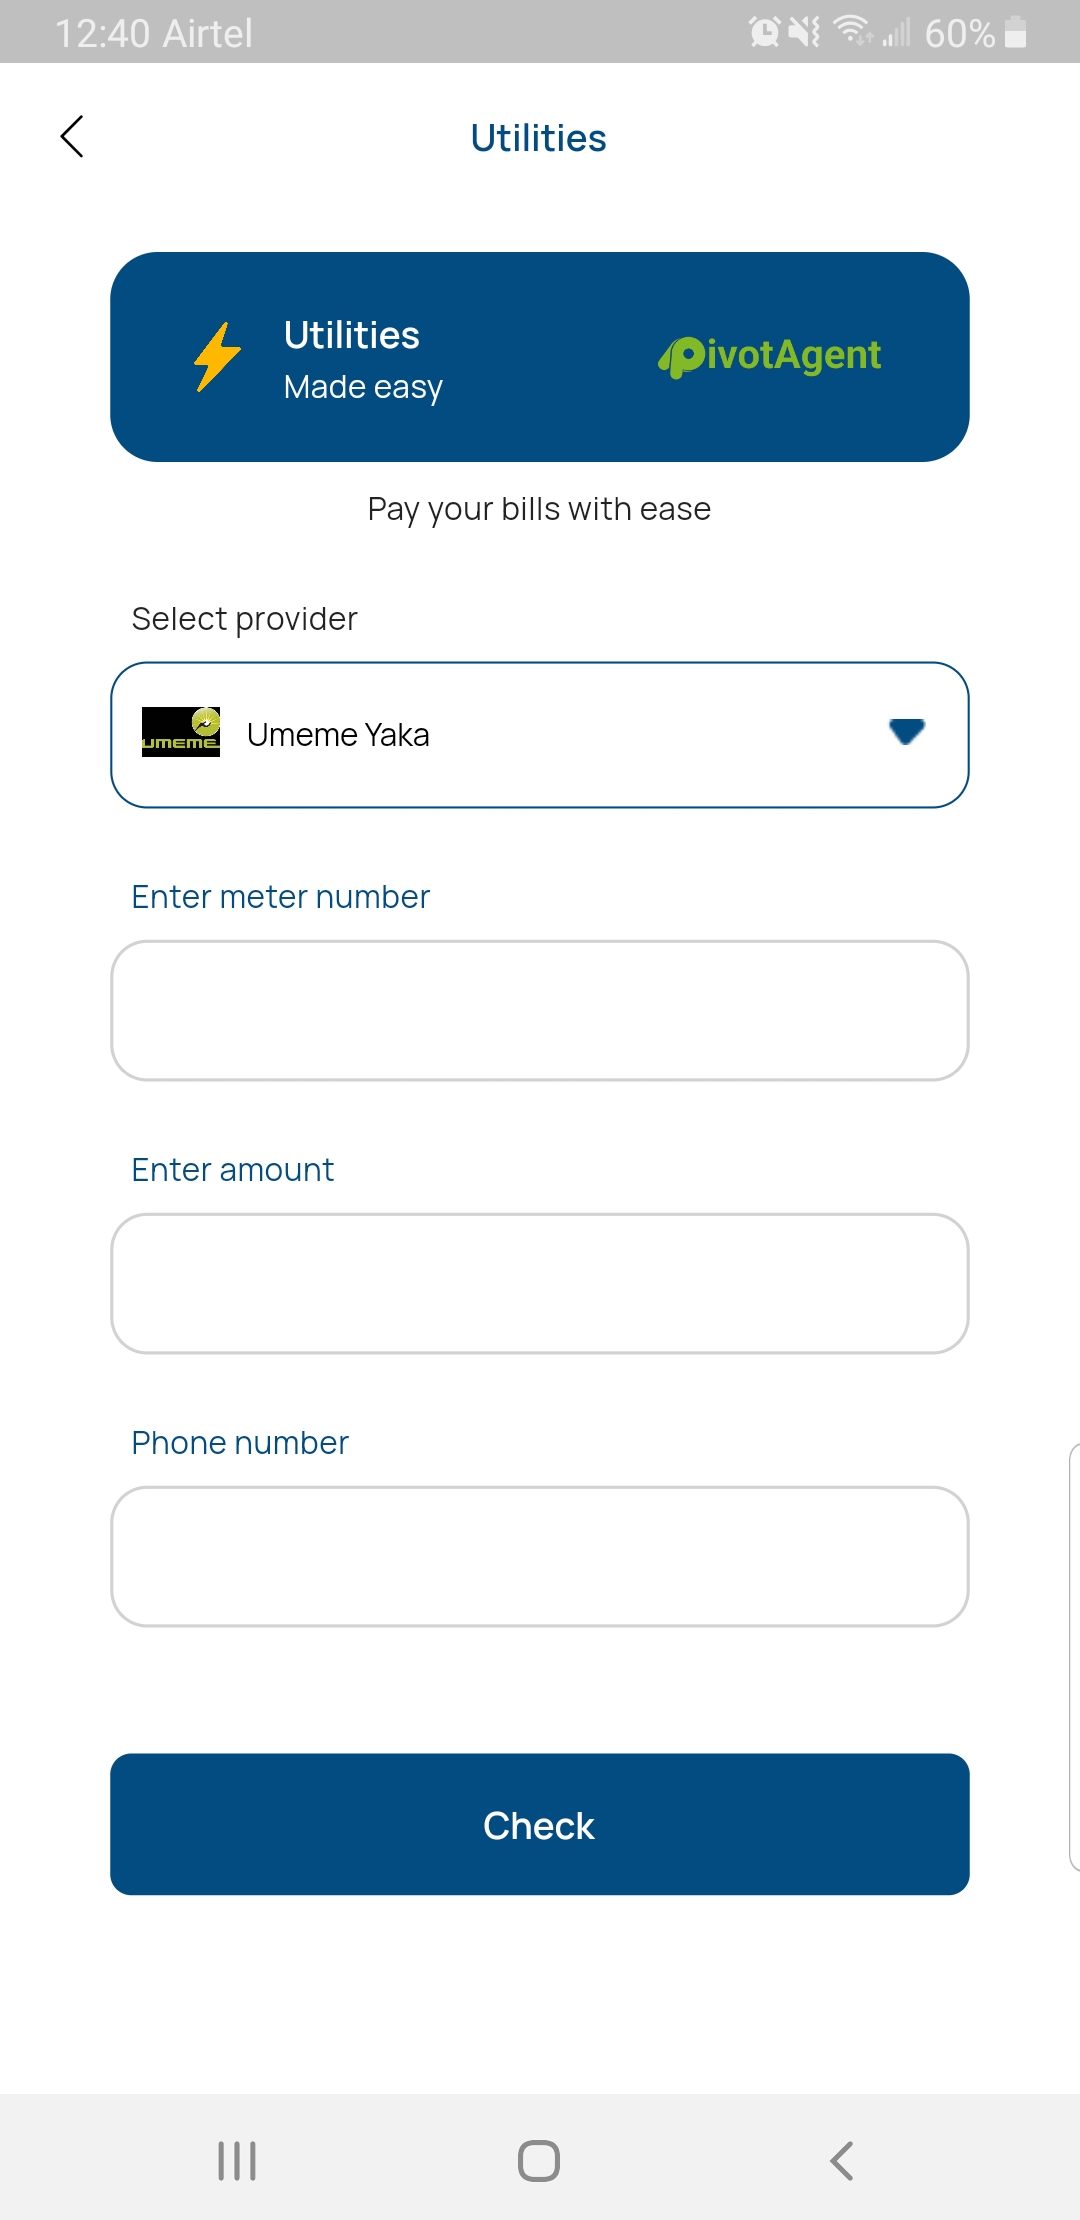 12:40 Airtel 60%
Utilities
Utilities
Made easy
PivotAgent
Pay your bills with ease
Select provider
UMEME
Umeme Yaka
Enter meter number
Enter amount
Phone number
Check